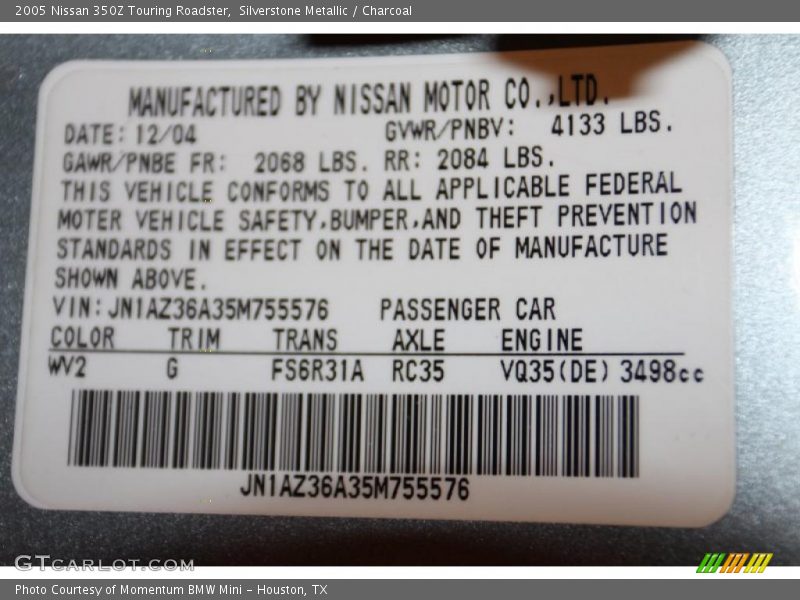 2005 Nissan 350Z Touring Roadster,  Silverstone Metallic / Charcoal
MANUFACTURED BY NISSAN MOTOR CO.,LTD.
DATE: 12/04 GVWR/PNBV: 4133 LBS.
GAWR/PNBE FR: 2068 LBS. RR: 2084 LBS.
THIS VEHICLE CONFORMS TO ALL APPLICABLE FEDERAL
MOTER VEHICLE SAFETY,BUMPER,AND THEFT PREVENTION
STANDARDS IN EFFECT ON THE DATE OF MANUFACTURE
SHOWN ABOVE.
VIN: JN1AZ36A35M755576 PASSENGER CAR
COLOR TRIM TRANS AXLE ENGINE
WV2 G FS6R31A RC35 VQ35(DE) 3498cc
JN1AZ36A35M755576
GTCARLOT.COM
Photo Courtesy of Momentum BMW Mini - Houston, TX